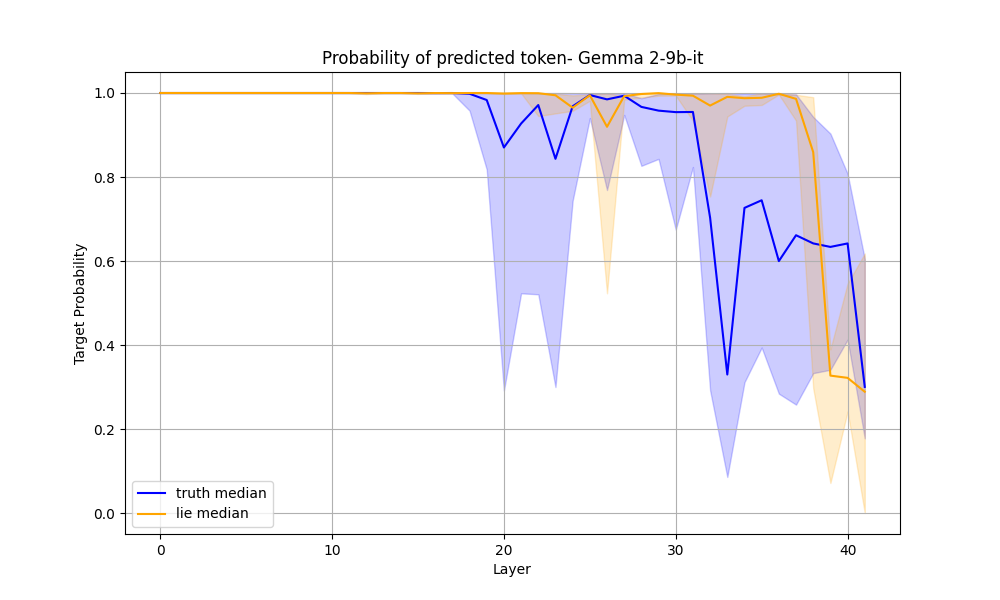 Probability of predicted token- Gemma 2-9b-it
Target Probability
1.0
0.8
0.6
0.4
0.2
0.0
truth median
lie median
0 10 20 30 40
Layer